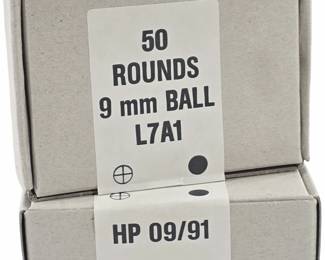 50
ROUNDS
9 mm BALL
L7A1
HP 09/91